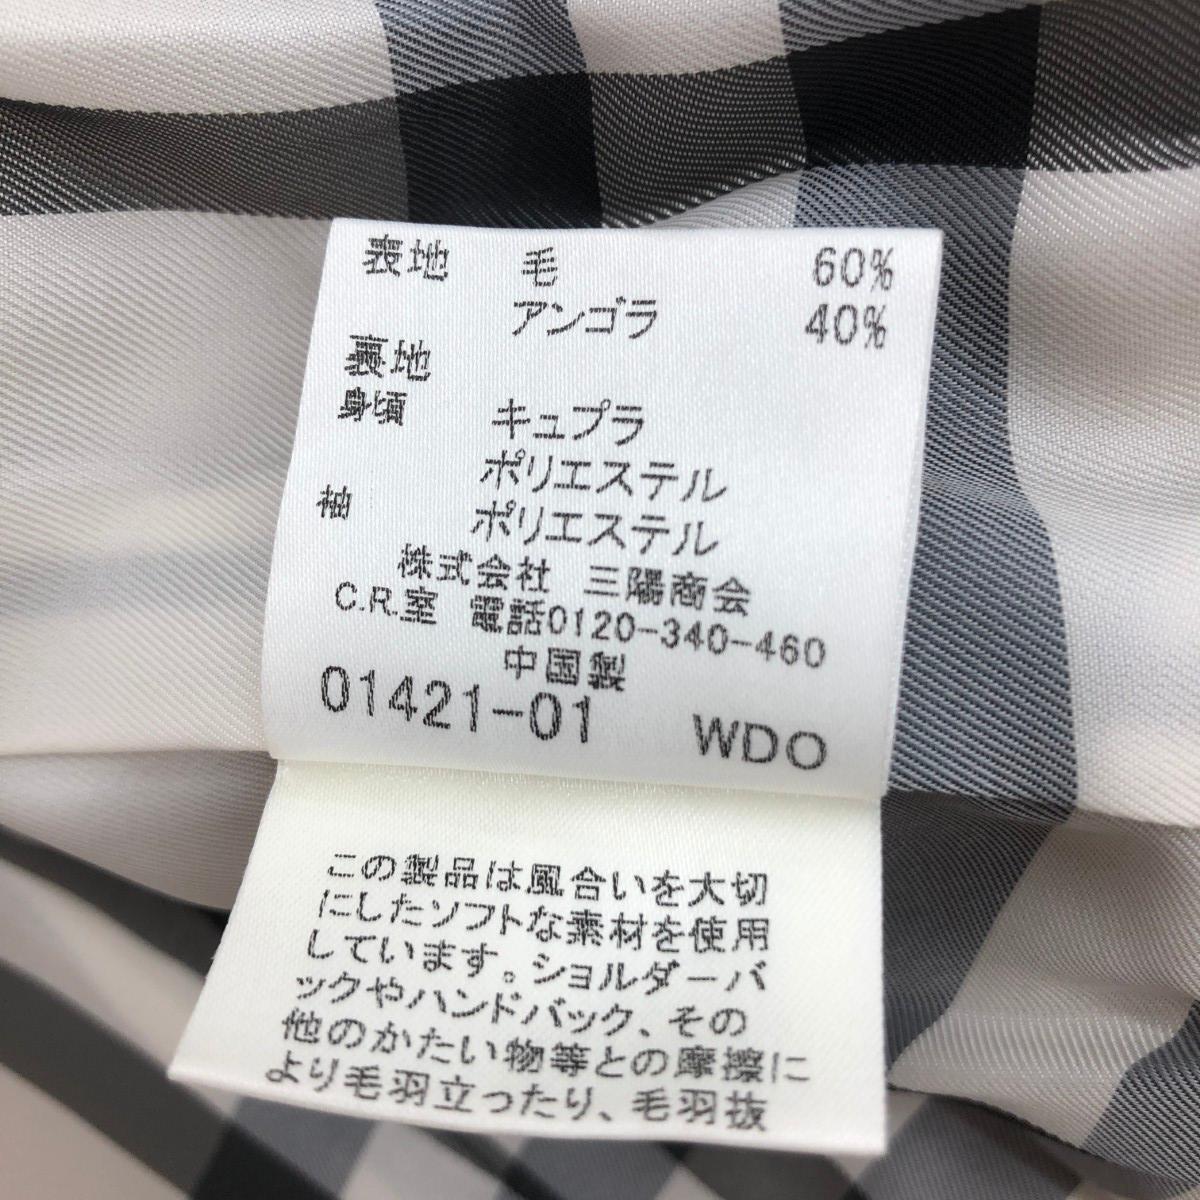 表地 毛 60%
アンゴラ 40%
裏地
身頃 キュプラ
ポリエステル
袖 ポリエステル
株式会社 三陽商会
C.R.室 電話0120-340-460
中国製
01421-01 WDO
この製品は風合いを大切
にしたソフトな素材を使用
しています。ショルダーバ
ックやハンドバック、その
他のかたい物等との摩擦に
より毛羽立ったり、毛羽抜